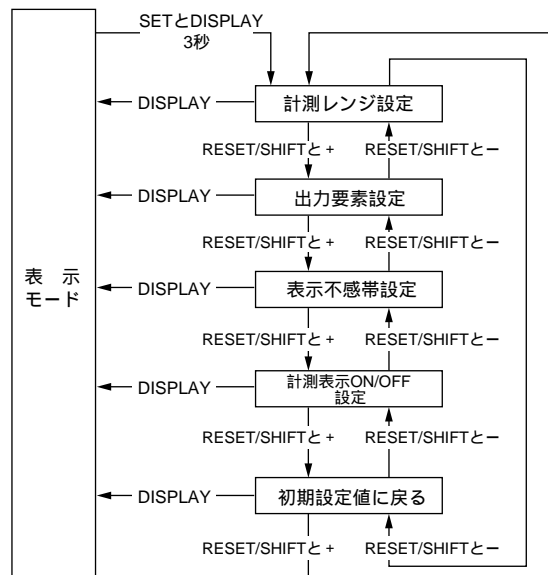 SETとDISPLAY
3秒
DISPLAY
計測レンジ設定
RESET/SHIFTと+
RESET/SHIFTとー
DISPLAY
出力要素設定
RESET/SHIFTと+
RESET/SHIFTとー
表　示
モード
DISPLAY
表示不感帯設定
RESET/SHIFTと+
RESET/SHIFTとー
DISPLAY
計測表示ON/OFF
設定
RESET/SHIFTと+
RESET/SHIFTとー
DISPLAY
初期設定値に戻る
RESET/SHIFTと+
RESET/SHIFTとー